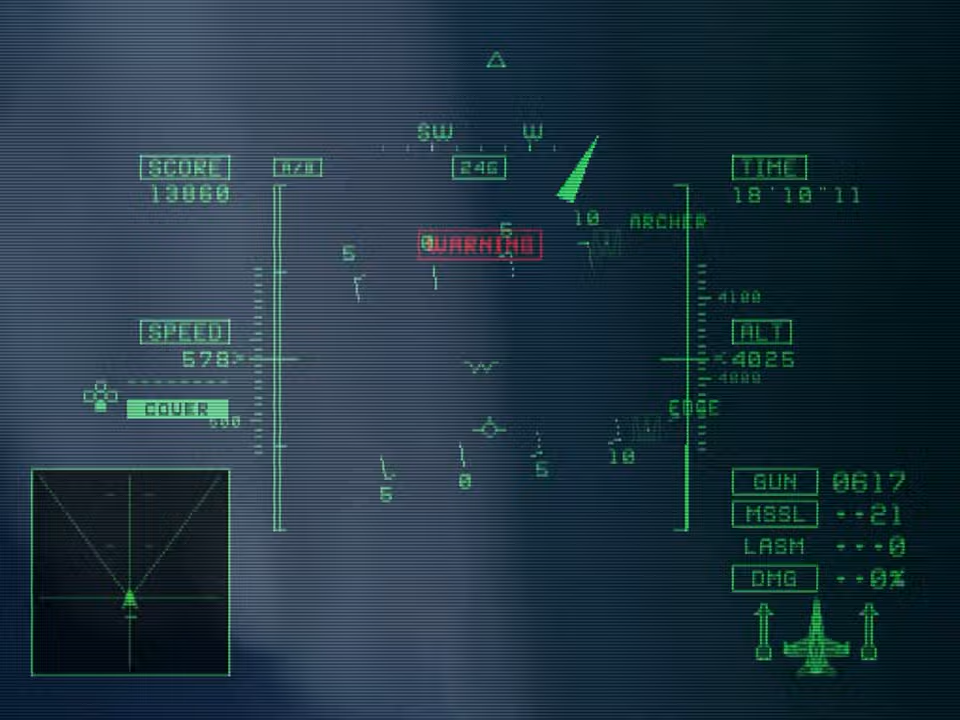 SW W
SCORE A/B 246 TIME
13860 18'10"11
10 ARCHER
5
0 WARNING
5
4100
SPEED ALT
578 4025
4000
COVER EDGE
500
10
0 5
5
GUN 0617
MSSL --21
LASM ---0
DMG --0%